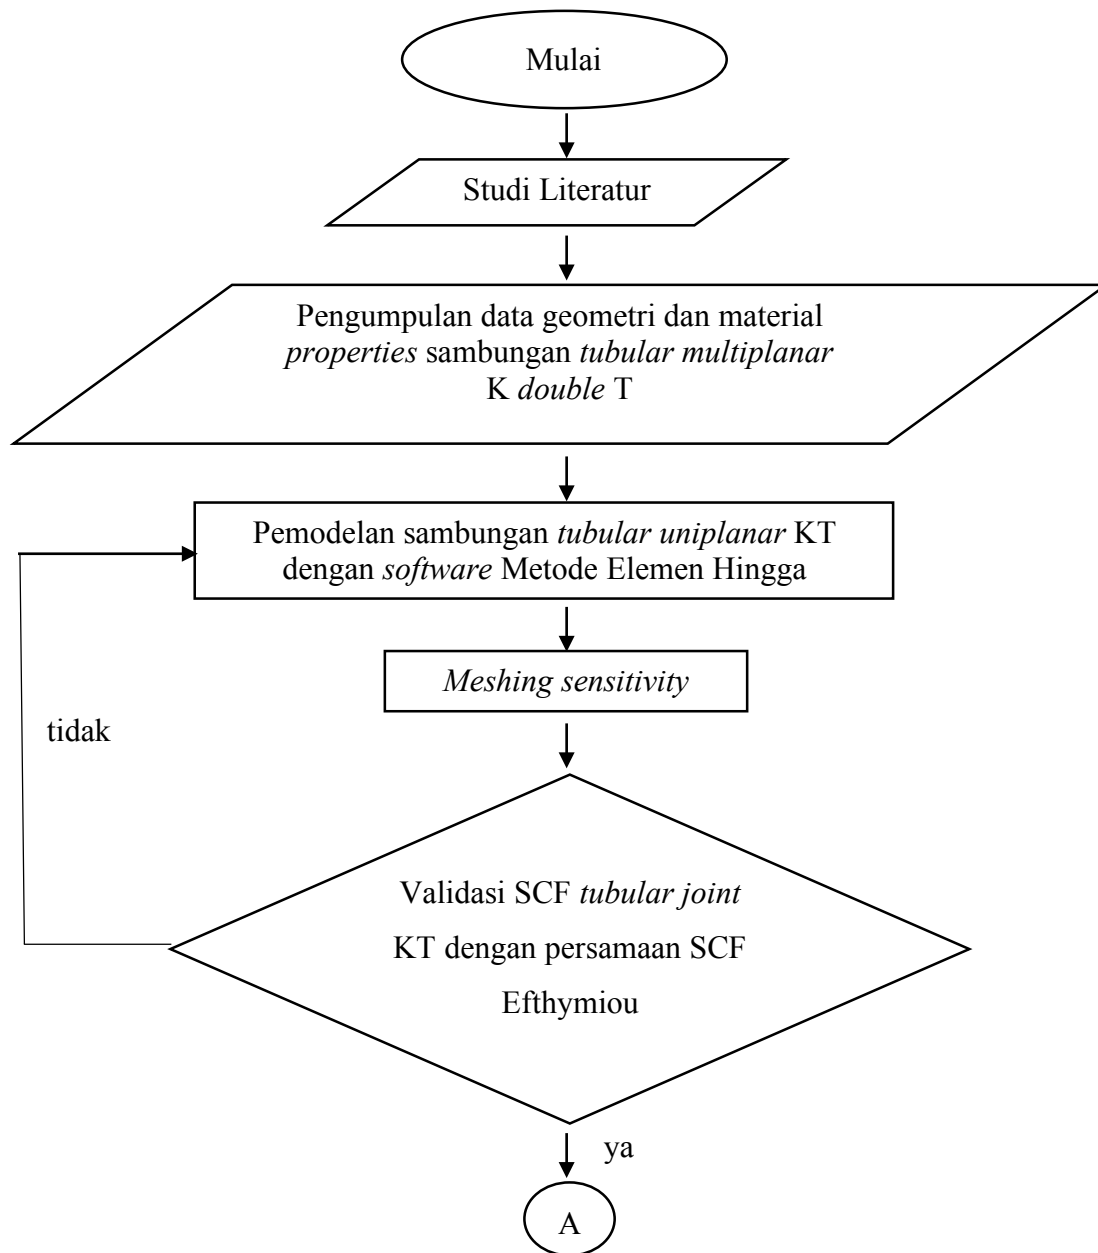 Mulai
Studi Literatur
Pengumpulan data geometri dan material
properties sambungan tubular multiplanar
K double T
Pemodelan sambungan tubular uniplanar KT
dengan software Metode Elemen Hingga
Meshing sensitivity
tidak
Validasi SCF tubular joint
KT dengan persamaan SCF
Efthymiou
ya
A